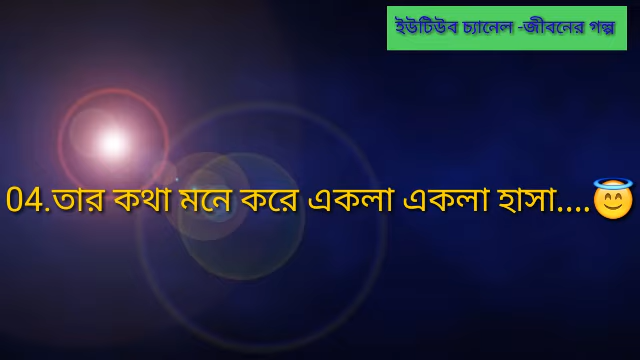 ইউটিউব চ্যানেল -জীবনের গল্প
04.তার কথা মনে করে একলা একলা হাসা....😇